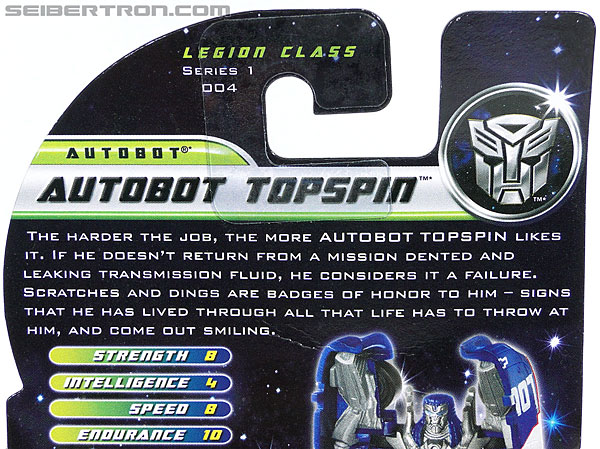 SEIBERTRON.COM
LEGION CLASS
SERIES 1
004
AUTOBOT®*
AUTOBOT TOPSPIN™*
THE HARDER THE JOB, THE MORE AUTOBOT TOPSPIN LIKES
IT. IF HE DOESN'T RETURN FROM A MISSION DENTED AND
LEAKING TRANSMISSION FLUID, HE CONSIDERS IT A FAILURE.
SCRATCHES AND DINGS ARE BADGES OF HONOR TO HIM – SIGNS
THAT HE HAS LIVED THROUGH ALL THAT LIFE HAS TO THROW AT
HIM, AND COME OUT SMILING.
STRENGTH 8
INTELLIGENCE 4
SPEED 8
ENDURANCE 10
TM*